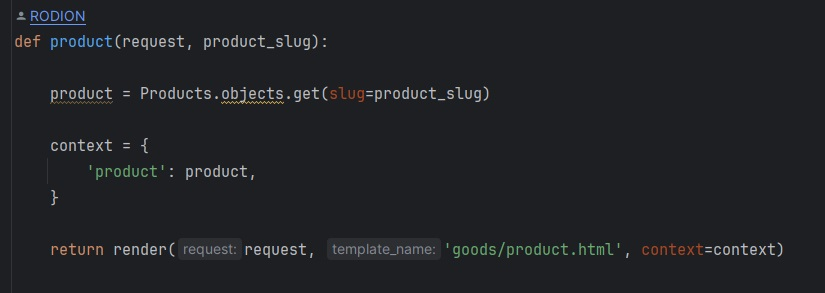 RODION
def product(request, product_slug):
product = Products.objects.get(slug=product_slug)
context = {
'product': product,
}
return render(request: request, template_name: 'goods/product.html', context=context)